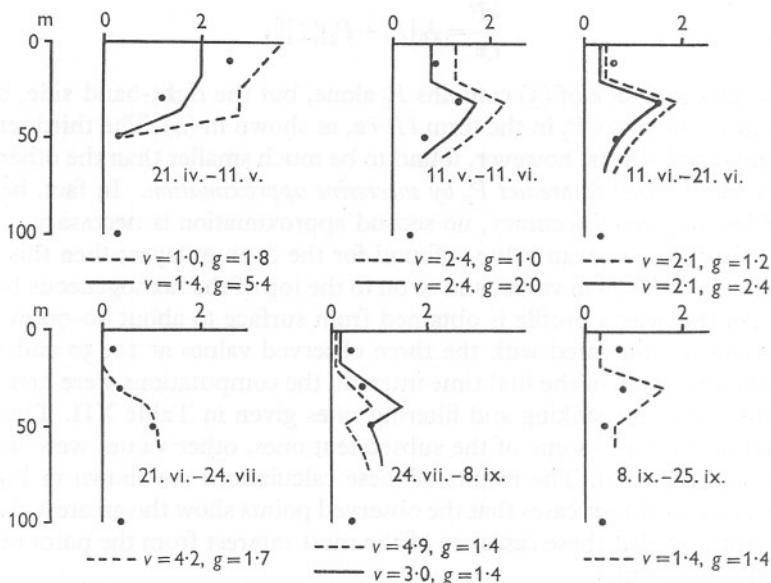 m
0 2
0 2
0 2
0
50
100
21. iv.–11. v.
11. v.–11. vi.
11. vi.–21. vi.
v=1·0, g=1·8
v=1·4, g=5·4
v=2·4, g=1·0
v=2·4, g=2·0
v=2·1, g=1·2
v=2·1, g=2·4
0 2
0 2
0 2
0
50
100
21. vi.–24. vii.
24. vii.–8. ix.
8. ix.–25. ix.
v=4·2, g=1·7
v=4·9, g=1·4
v=3·0, g=1·4
v=1·4, g=1·4